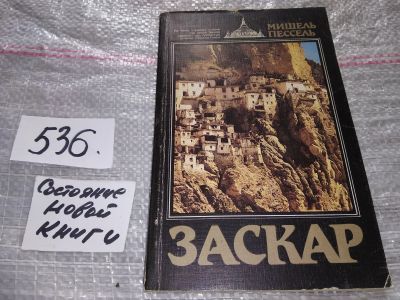 536.
Состояние
новой
книги
МИШЕЛЬ
ПЕССЕЛЬ
ЗАСКАР